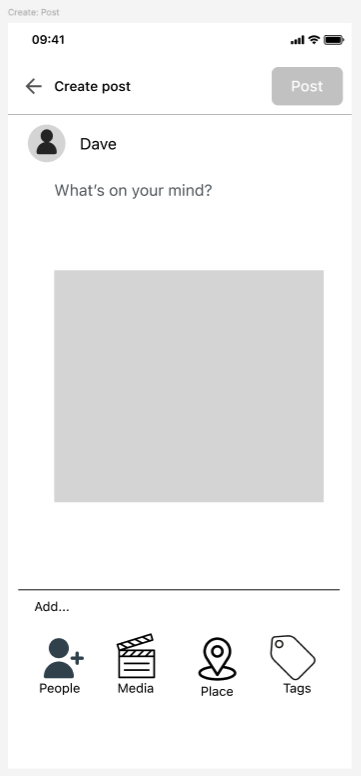 Create: Post
09:41
Create post
Post
Dave
What's on your mind?
Add...
People
Media
Place
Tags